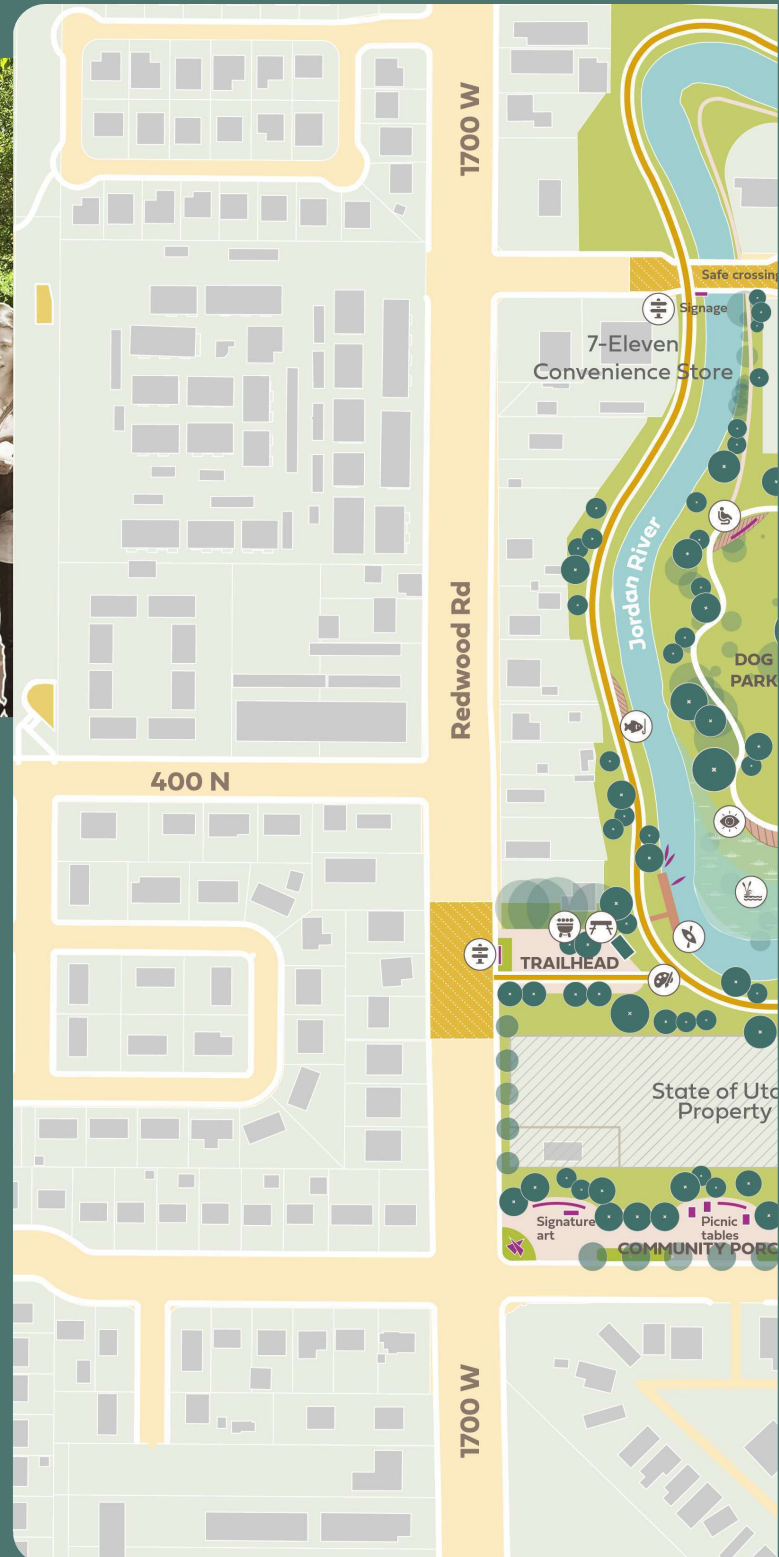 1700 W
Safe crossing
Signage
7-Eleven
Convenience Store
Jordan River
Redwood Rd
DOG
PARK
400 N
TRAILHEAD
State of Uta
Property
Signature
art
Picnic
tables
COMMUNITY PORC
1700 W